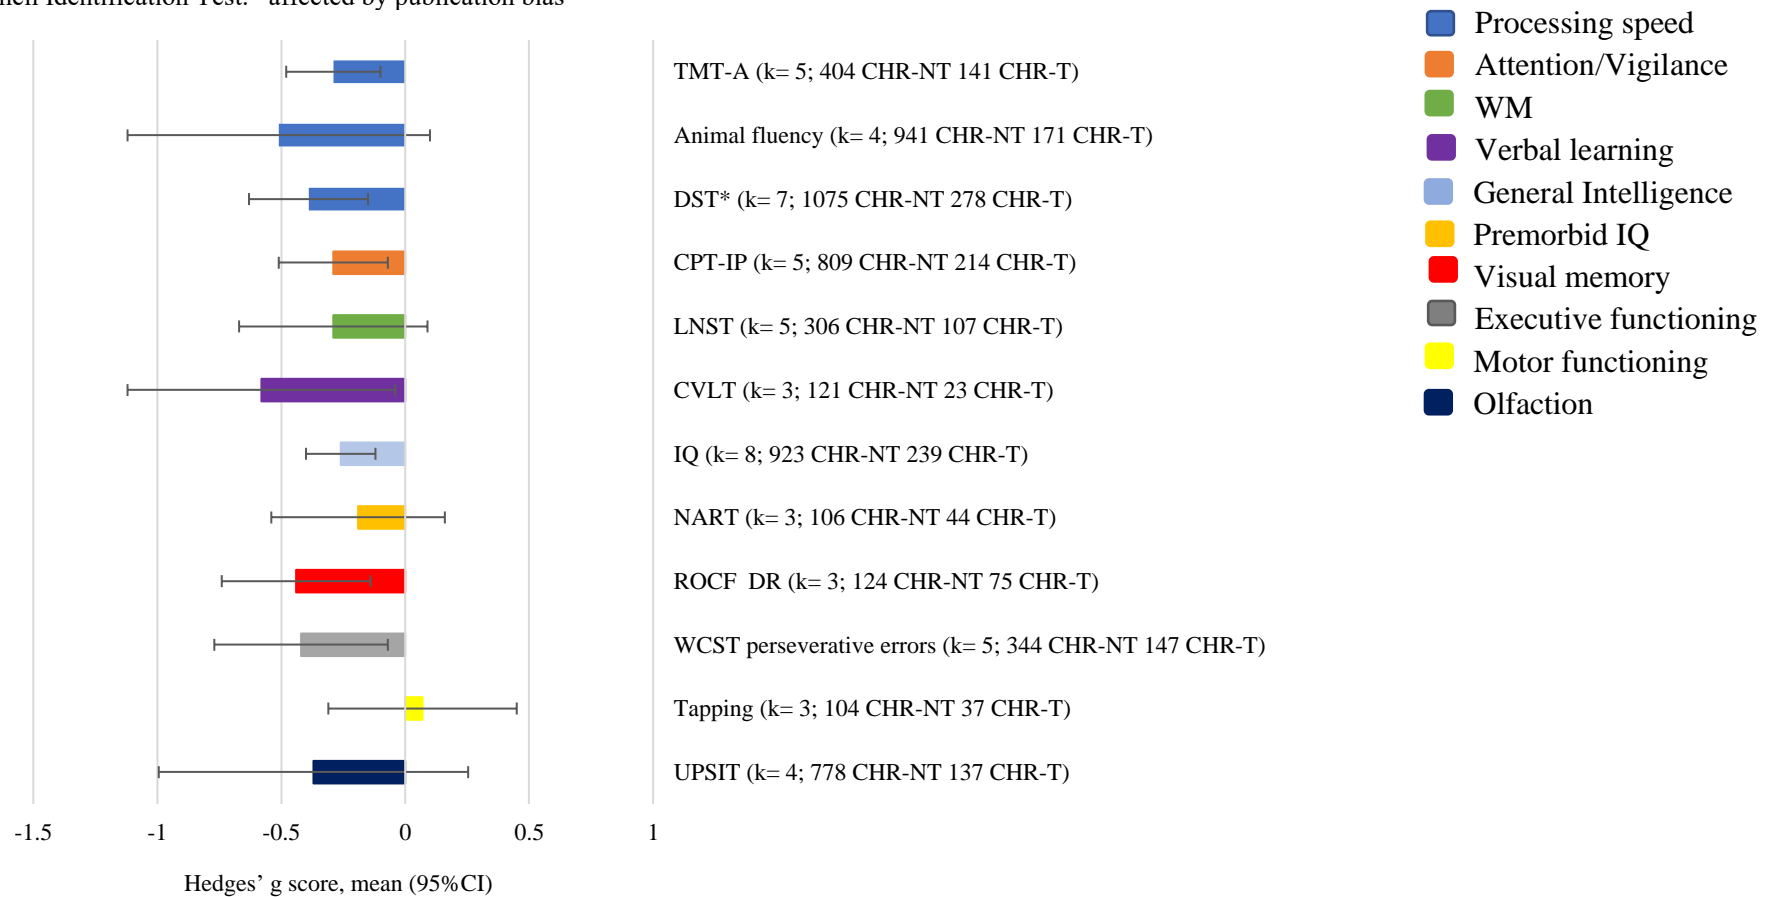 Identification Test. affected by publication bias
TMT-A (k= 5; 404 CHR-NT 141 CHR-T)
Animal fluency (k= 4; 941 CHR-NT 171 CHR-T)
DST* (k= 7; 1075 CHR-NT 278 CHR-T)
CPT-IP (k= 5; 809 CHR-NT 214 CHR-T)
LNST (k= 5; 306 CHR-NT 107 CHR-T)
CVLT (k= 3; 121 CHR-NT 23 CHR-T)
IQ (k= 8; 923 CHR-NT 239 CHR-T)
NART (k= 3; 106 CHR-NT 44 CHR-T)
ROCF  DR (k= 3; 124 CHR-NT 75 CHR-T)
WCST perseverative errors (k= 5; 344 CHR-NT 147 CHR-T)
Tapping (k= 3; 104 CHR-NT 37 CHR-T)
UPSIT (k= 4; 778 CHR-NT 137 CHR-T)
-1.5 -1 -0.5 0 0.5 1
Hedges’ g score, mean (95%CI)
Processing speed
Attention/Vigilance
WM
Verbal learning
General Intelligence
Premorbid IQ
Visual memory
Executive functioning
Motor functioning
Olfaction